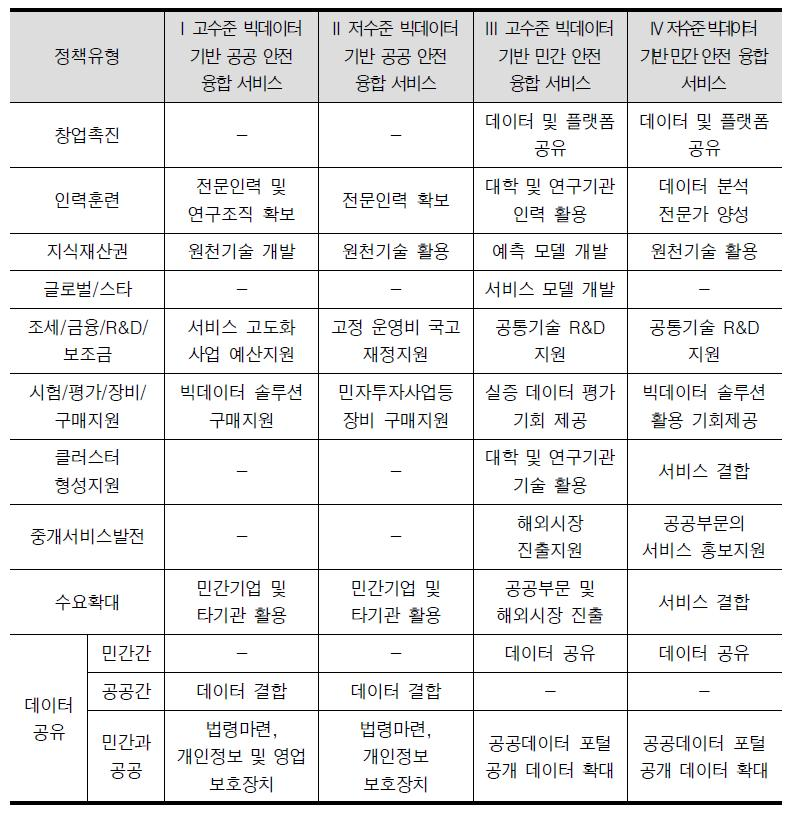 정책유형
Ⅰ 고수준 빅데이터
기반 공공 안전
융합 서비스
Ⅱ 저수준 빅데이터
기반 공공 안전
융합 서비스
Ⅲ 고수준 빅데이터
기반 민간 안전
융합 서비스
Ⅳ 저수준 빅데이터
기반 민간 안전 융합
서비스
창업촉진
–
–
데이터 및 플랫폼
공유
데이터 및 플랫폼
공유
인력훈련
전문인력 및
연구조직 확보
전문인력 확보
대학 및 연구기관
인력 활용
데이터 분석
전문가 양성
지식재산권
원천기술 개발
원천기술 활용
예측 모델 개발
원천기술 활용
글로벌/스타
–
–
서비스 모델 개발
–
조세/금융/R&D/
보조금
서비스 고도화
사업 예산지원
고정 운영비 국고
재정지원
공통기술 R&D
지원
공통기술 R&D
지원
시험/평가/장비/
구매지원
빅데이터 솔루션
구매지원
민자투자사업등
장비 구매지원
실증 데이터 평가
기회 제공
빅데이터 솔루션
활용 기회제공
클러스터
형성지원
–
–
대학 및 연구기관
기술 활용
서비스 결합
중개서비스발전
–
–
해외시장
진출지원
공공부문의
서비스 홍보지원
수요확대
민간기업 및
타기관 활용
민간기업 및
타기관 활용
공공부문 및
해외시장 진출
서비스 결합
데이터
공유
민간간
–
–
데이터 공유
데이터 공유
공공간
데이터 결합
데이터 결합
–
–
민간과
공공
법령마련,
개인정보 및 영업
보호장치
법령마련,
개인정보
보호장치
공공데이터 포털
공개 데이터 확대
공공데이터 포털
공개 데이터 확대